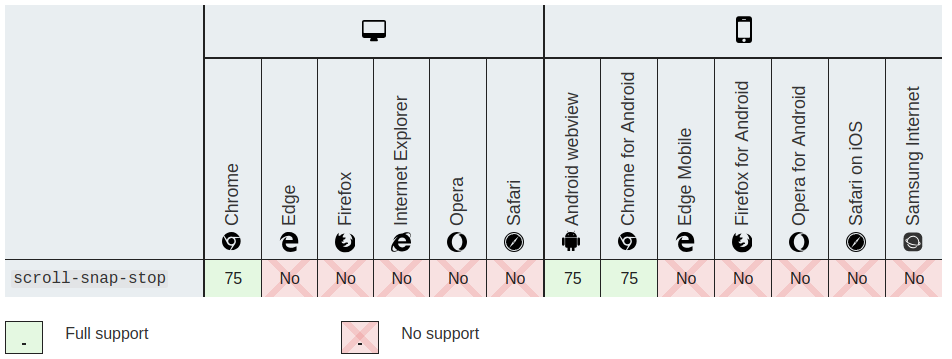 Chrome
Edge
Firefox
Internet Explorer
Opera
Safari
Android webview
Chrome for Android
Edge Mobile
Firefox for Android
Opera for Android
Safari on iOS
Samsung Internet
scroll-snap-stop 75 No No No No No 75 75 No No No No No
- Full support - No support